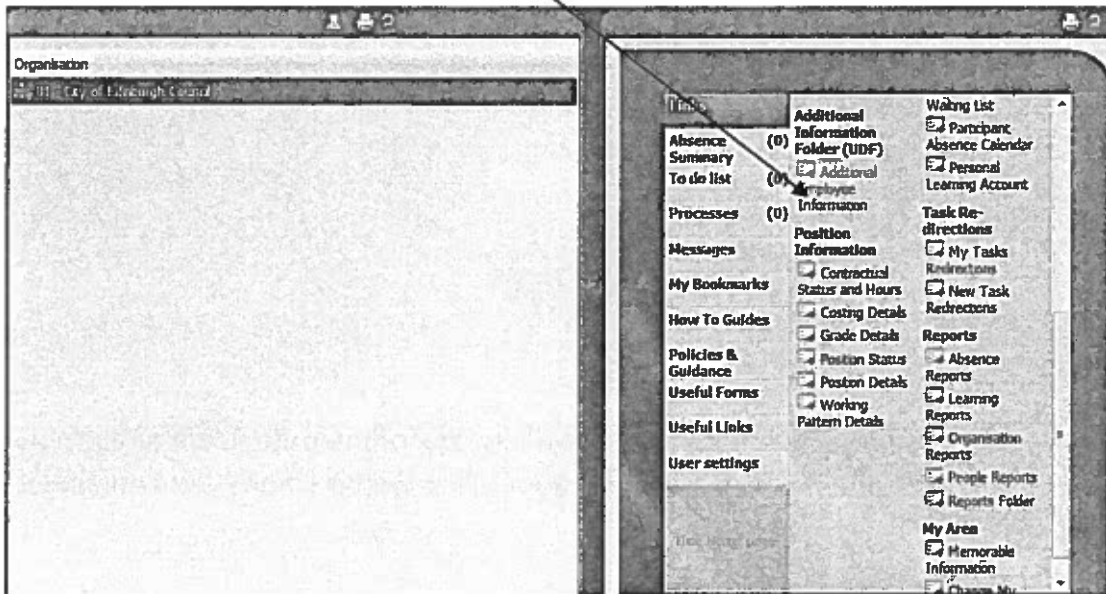 Organisation
01 - City of Edinburgh Council
Links
Absence (0)
Summary
To do list (0)
Processes (0)
Messages
My Bookmarks
How To Guides
Policies &
Guidance
Useful Forms
Useful Links
User settings
Additional
Information
Folder (UDF)
Additional
Employee
Information
Position
Information
Contractual
Status and Hours
Costing Details
Grade Details
Position Status
Position Details
Working
Pattern Details
Waiting List
Participant
Absence Calendar
Personal
Learning Account
Task Re-
directions
My Tasks
Redirections
New Task
Redirections
Reports
Absence
Reports
Learning
Reports
Organisation
Reports
People Reports
Reports Folder
My Area
Memorable
Information
Change My